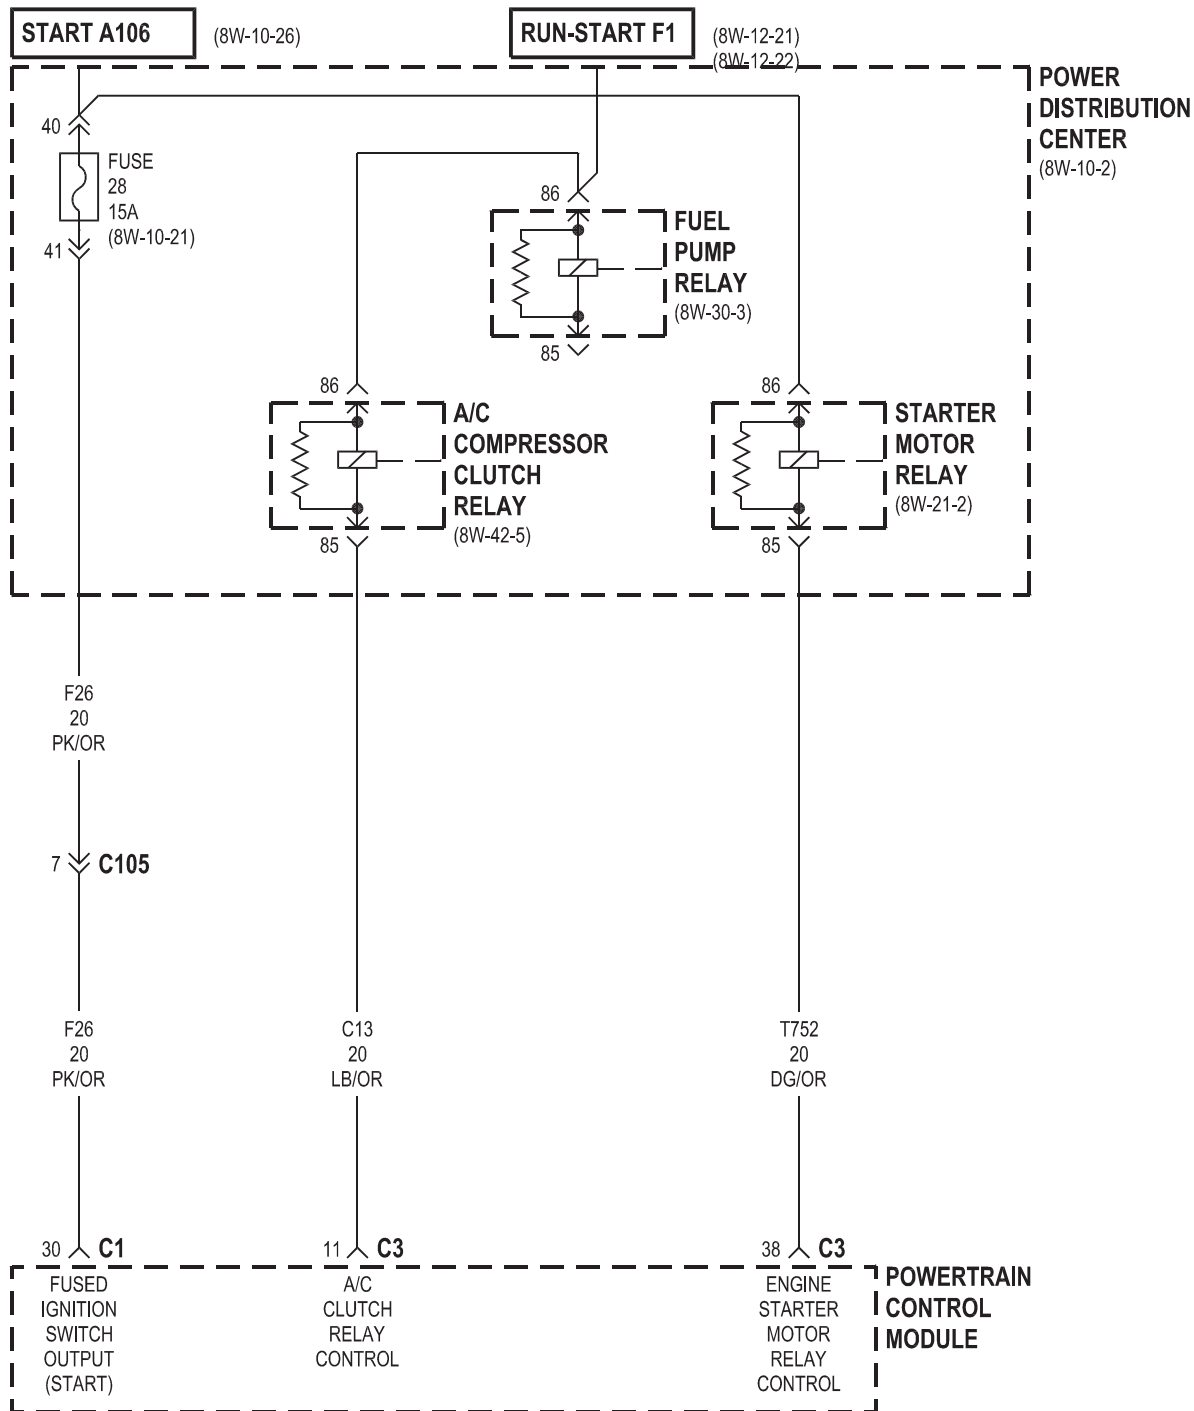 START A106
(8W-10-26)
RUN-START F1
(8W-12-21)
(8W-12-22)
POWER
DISTRIBUTION
CENTER
(8W-10-2)
40
FUSE
28
15A
(8W-10-21)
41
86
FUEL
PUMP
RELAY
(8W-30-3)
85
86
A/C
COMPRESSOR
CLUTCH
RELAY
(8W-42-5)
85
86
STARTER
MOTOR
RELAY
(8W-21-2)
85
F26
20
PK/OR
7
C105
F26
20
PK/OR
C13
20
LB/OR
T752
20
DG/OR
30
C1
11
C3
38
C3
FUSED
IGNITION
SWITCH
OUTPUT
(START)
A/C
CLUTCH
RELAY
CONTROL
ENGINE
STARTER
MOTOR
RELAY
CONTROL
POWERTRAIN
CONTROL
MODULE